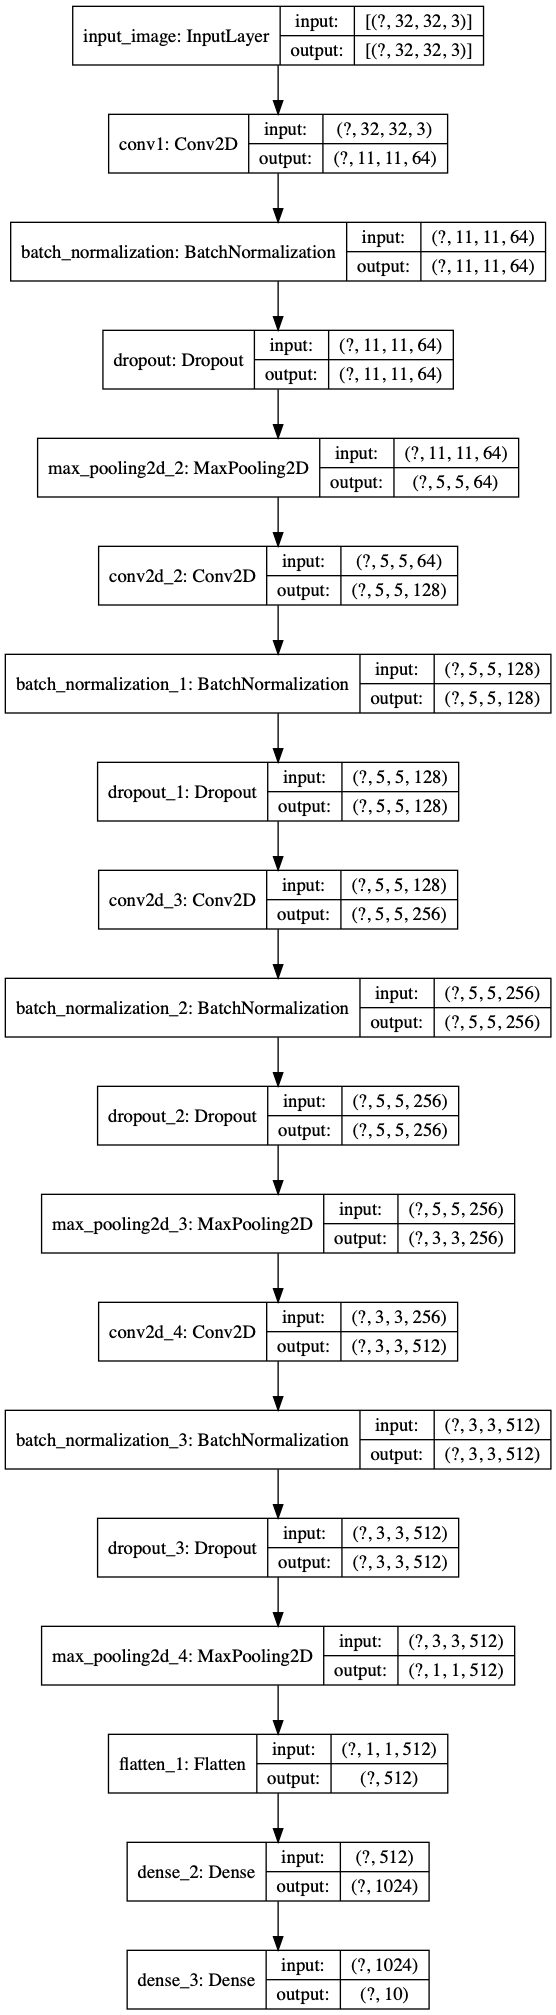 input_image: InputLayer
input: [(?, 32, 32, 3)]
output: [(?, 32, 32, 3)]
conv1: Conv2D
input: (?, 32, 32, 3)
output: (?, 11, 11, 64)
batch_normalization: BatchNormalization
input: (?, 11, 11, 64)
output: (?, 11, 11, 64)
dropout: Dropout
input: (?, 11, 11, 64)
output: (?, 11, 11, 64)
max_pooling2d_2: MaxPooling2D
input: (?, 11, 11, 64)
output: (?, 5, 5, 64)
conv2d_2: Conv2D
input: (?, 5, 5, 64)
output: (?, 5, 5, 128)
batch_normalization_1: BatchNormalization
input: (?, 5, 5, 128)
output: (?, 5, 5, 128)
dropout_1: Dropout
input: (?, 5, 5, 128)
output: (?, 5, 5, 128)
conv2d_3: Conv2D
input: (?, 5, 5, 128)
output: (?, 5, 5, 256)
batch_normalization_2: BatchNormalization
input: (?, 5, 5, 256)
output: (?, 5, 5, 256)
dropout_2: Dropout
input: (?, 5, 5, 256)
output: (?, 5, 5, 256)
max_pooling2d_3: MaxPooling2D
input: (?, 5, 5, 256)
output: (?, 3, 3, 256)
conv2d_4: Conv2D
input: (?, 3, 3, 256)
output: (?, 3, 3, 512)
batch_normalization_3: BatchNormalization
input: (?, 3, 3, 512)
output: (?, 3, 3, 512)
dropout_3: Dropout
input: (?, 3, 3, 512)
output: (?, 3, 3, 512)
max_pooling2d_4: MaxPooling2D
input: (?, 3, 3, 512)
output: (?, 1, 1, 512)
flatten_1: Flatten
input: (?, 1, 1, 512)
output: (?, 512)
dense_2: Dense
input: (?, 512)
output: (?, 1024)
dense_3: Dense
input: (?, 1024)
output: (?, 10)